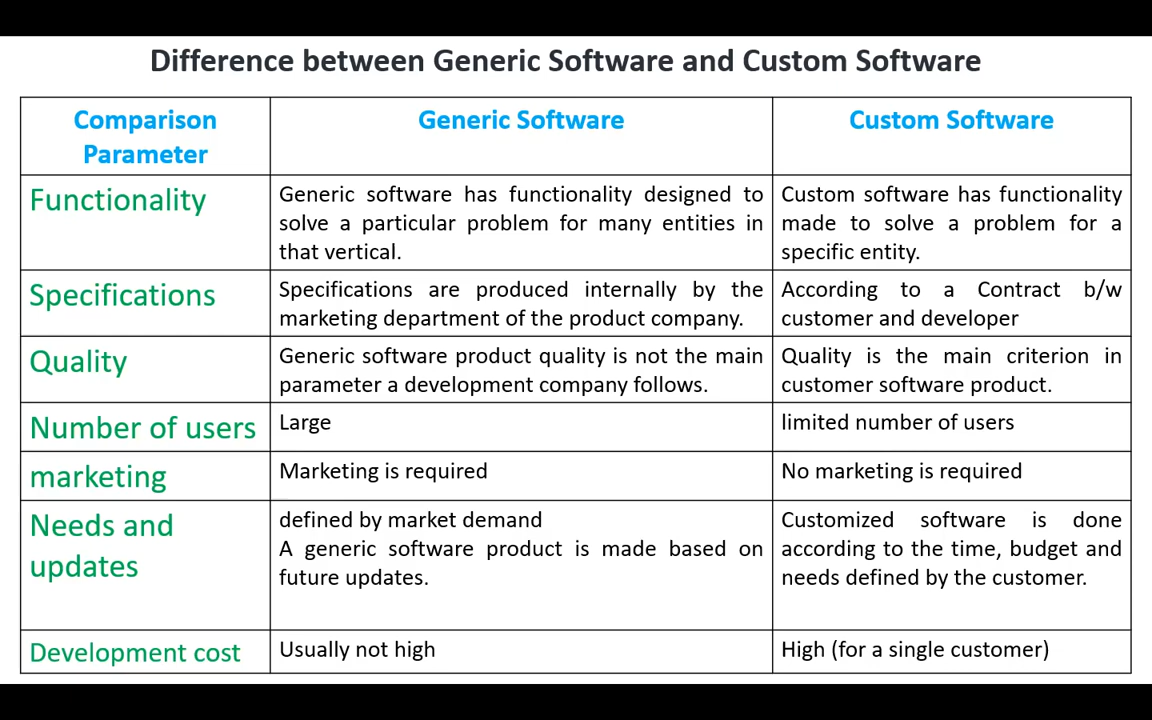 Difference between Generic Software and Custom Software
Comparison
Parameter
Generic Software
Custom Software
Functionality
Generic software has functionality designed to
solve a particular problem for many entities in
that vertical.
Custom software has functionality
made to solve a problem for a
specific entity.
Specifications
Specifications are produced internally by the
marketing department of the product company.
According to a Contract b/w
customer and developer
Quality
Generic software product quality is not the main
parameter a development company follows.
Quality is the main criterion in
customer software product.
Number of users
Large
limited number of users
marketing
Marketing is required
No marketing is required
Needs and
updates
defined by market demand
A generic software product is made based on
future updates.
Customized software is done
according to the time, budget and
needs defined by the customer.
Development cost
Usually not high
High (for a single customer)